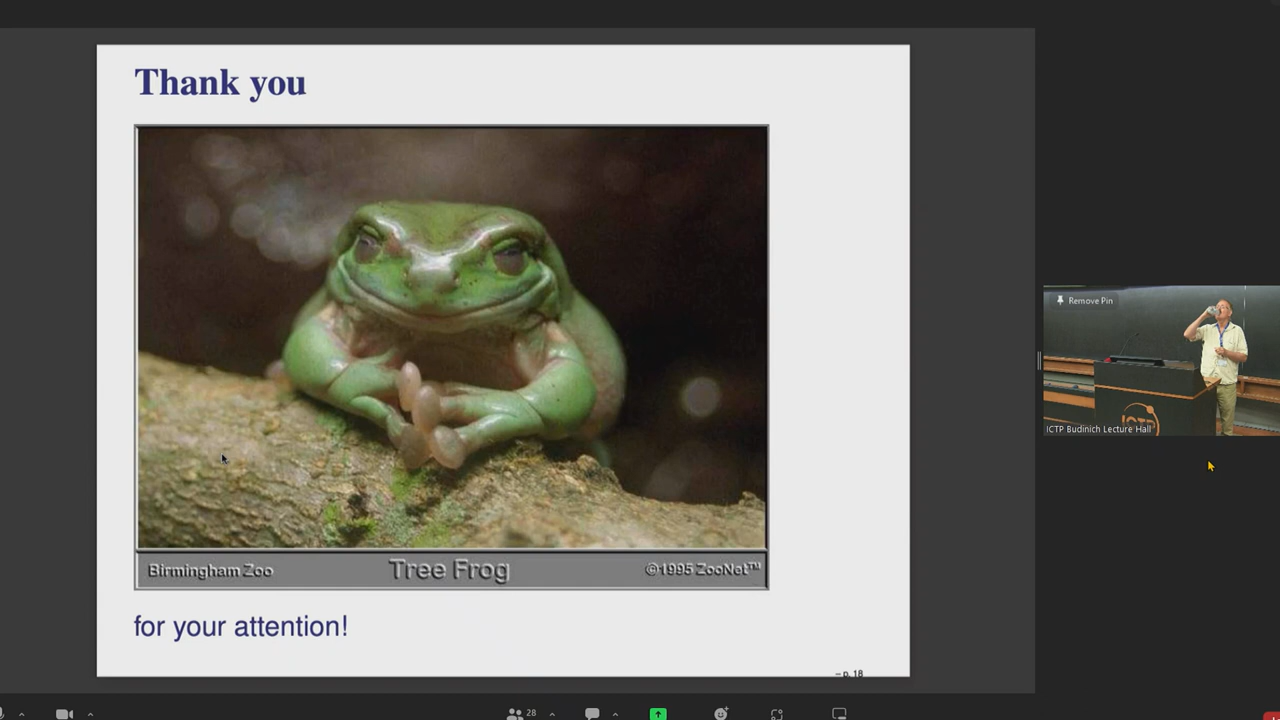 Thank you
Birmingham Zoo
Tree Frog
©1995 ZooNet™
for your attention!
– p. 18
Remove Pin
ICTP
ICTP Budinich Lecture Hall
28